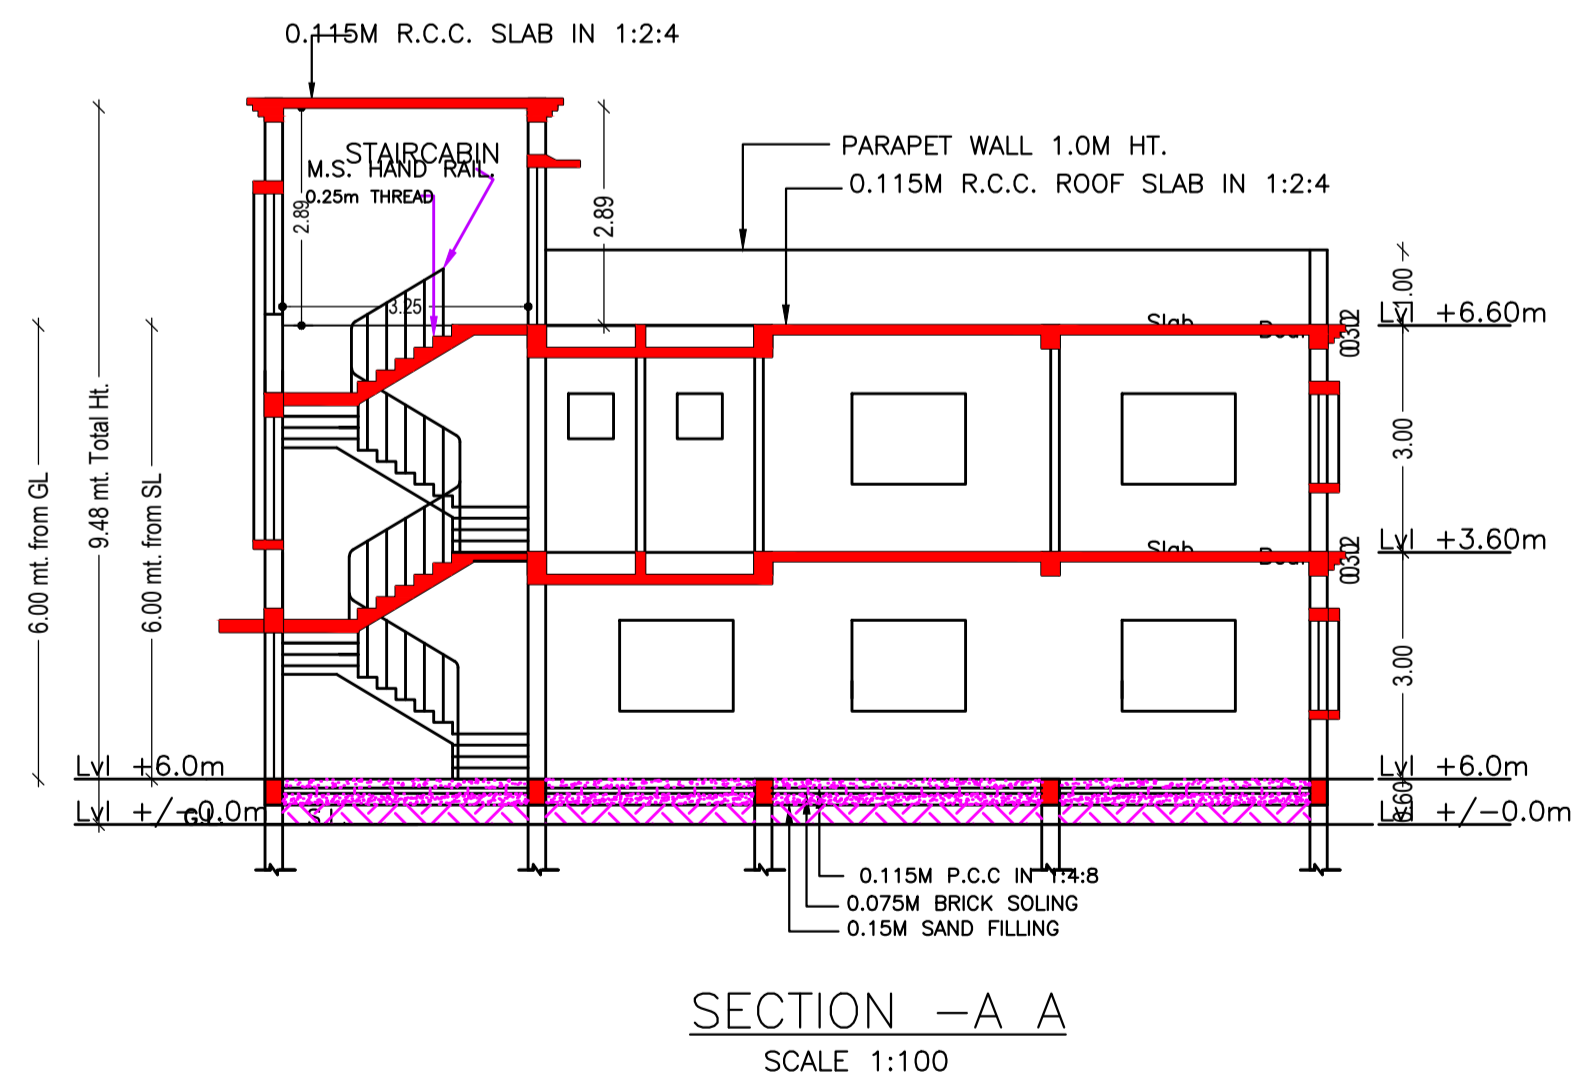 0.115M R.C.C. SLAB IN 1:2:4
STAIRCABIN
M.S. HAND RAIL.
0.25m THREAD
PARAPET WALL 1.0M HT.
0.115M R.C.C. ROOF SLAB IN 1:2:4
2.89
2.89
3.25
1.00
Slab
Lvl +6.60m
3.00
Slab
Lvl +3.60m
3.00
6.00 mt. from GL
9.48 mt. Total Ht.
6.00 mt. from SL
Lvl +6.0m
Lvl +6.0m
Lvl +/-0.0m
Lvl +/-0.0m
0.115M P.C.C IN 1:4:8
0.075M BRICK SOLING
0.15M SAND FILLING
SECTION -A A
SCALE 1:100